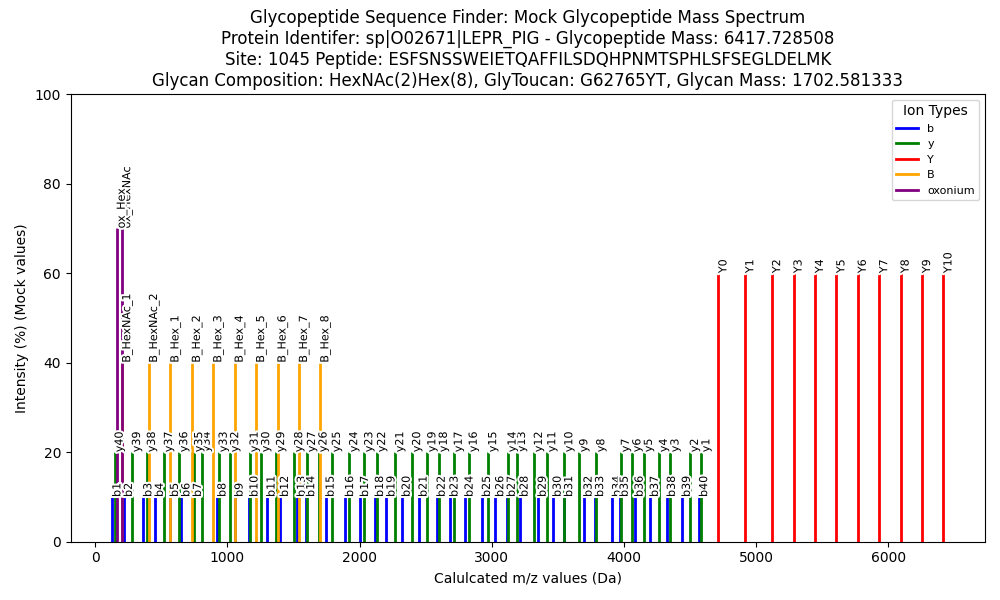 Glycopeptide Sequence Finder: Mock Glycopeptide Mass Spectrum
Protein Identifer: sp|O02671|LEPR_PIG - Glycopeptide Mass: 6417.728508
Site: 1045 Peptide: ESFSNSSWEIETQAFFILSDQHPNMTSPHLSFSEGLDELMK
Glycan Composition: HexNAc(2)Hex(8), GlyToucan: G62765YT, Glycan Mass: 1702.581333
Intensity (%) (Mock values)
100
80
60
40
20
0
Ion Types
b
y
Y
B
oxonium
ox_Hex
ox_HexNAc
Y0
Y1
Y2
Y3
Y4
Y5
Y6
Y7
Y8
Y9
Y10
B_HexNAc_1
B_HexNAc_2
B_Hex_1
B_Hex_2
B_Hex_3
B_Hex_4
B_Hex_5
B_Hex_6
B_Hex_7
B_Hex_8
y40
y39
y38
y37
y36
y35
y34
y33
y32
y31
y30
y29
y28
y27
y26
y25
y24
y23
y22
y21
y20
y19
y18
y17
y16
y15
y14
y13
y12
y11
y10
y9
y8
y7
y6
y5
y4
y3
y2
y1
b1
b2
b3
b4
b5
b6
b7
b8
b9
b10
b11
b12
b13
b14
b15
b16
b17
b18
b19
b20
b21
b22
b23
b24
b25
b26
b27
b28
b29
b30
b31
b32
b33
b34
b35
b36
b37
b38
b39
b40
0
1000
2000
3000
4000
5000
6000
Calulcated m/z values (Da)